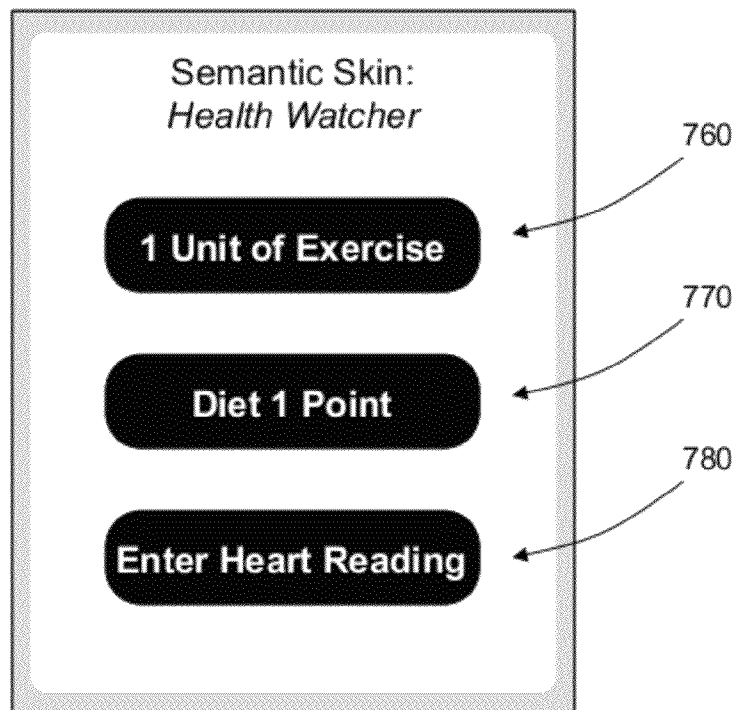 Semantic Skin:
Health Watcher
760
1 Unit of Exercise
770
Diet 1 Point
780
Enter Heart Reading